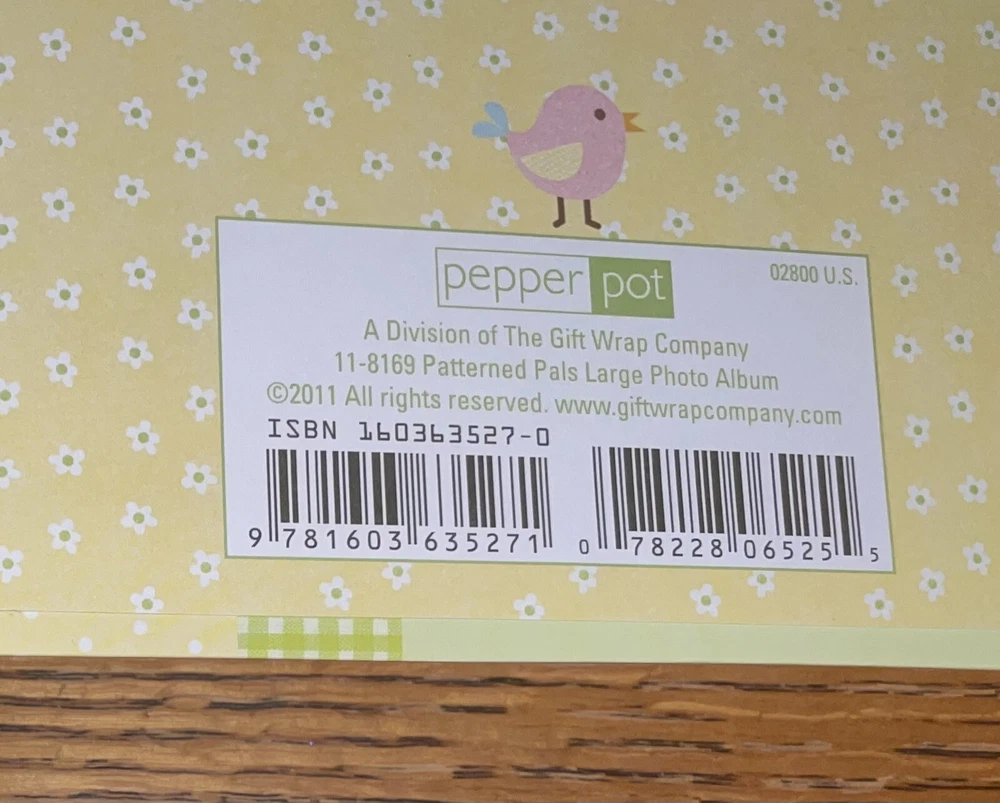 pepper pot
02800 U.S.
A Division of The Gift Wrap Company
11-8169 Patterned Pals Large Photo Album
©2011 All rights reserved. www.giftwrapcompany.com
ISBN 160363527-0
9 781603 635271
0 78228 06525 5